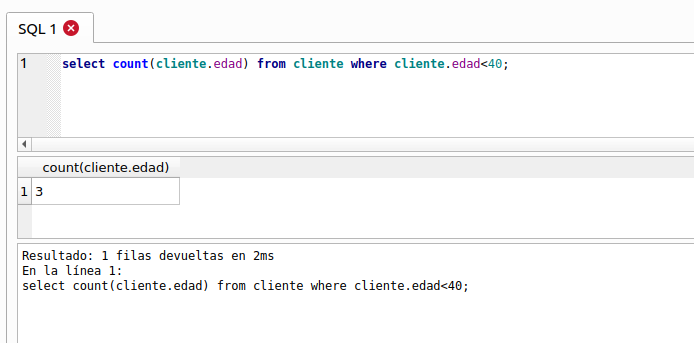 SQL 1
1 select count(cliente.edad) from cliente where cliente.edad<40;
count(cliente.edad)
1 3
Resultado: 1 filas devueltas en 2ms
En la línea 1:
select count(cliente.edad) from cliente where cliente.edad<40;